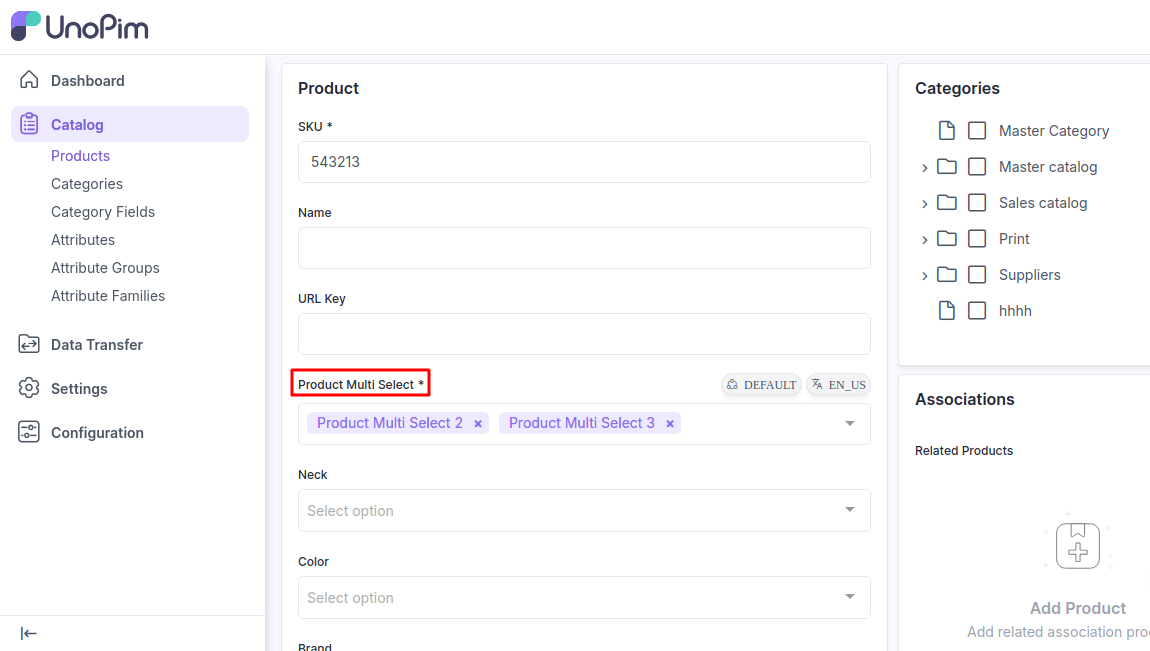 UnoPim
Dashboard
Catalog
Products
Categories
Category Fields
Attributes
Attribute Groups
Attribute Families
Data Transfer
Settings
Configuration
Product
SKU *
543213
Name
URL Key
Product Multi Select *
DEFAULT EN_US
Product Multi Select 2 × Product Multi Select 3 ×
Neck
Select option
Color
Select option
Brand
Categories
Master Category
Master catalog
Sales catalog
Print
Suppliers
hhhh
Associations
Related Products
Add Product
Add related association pro